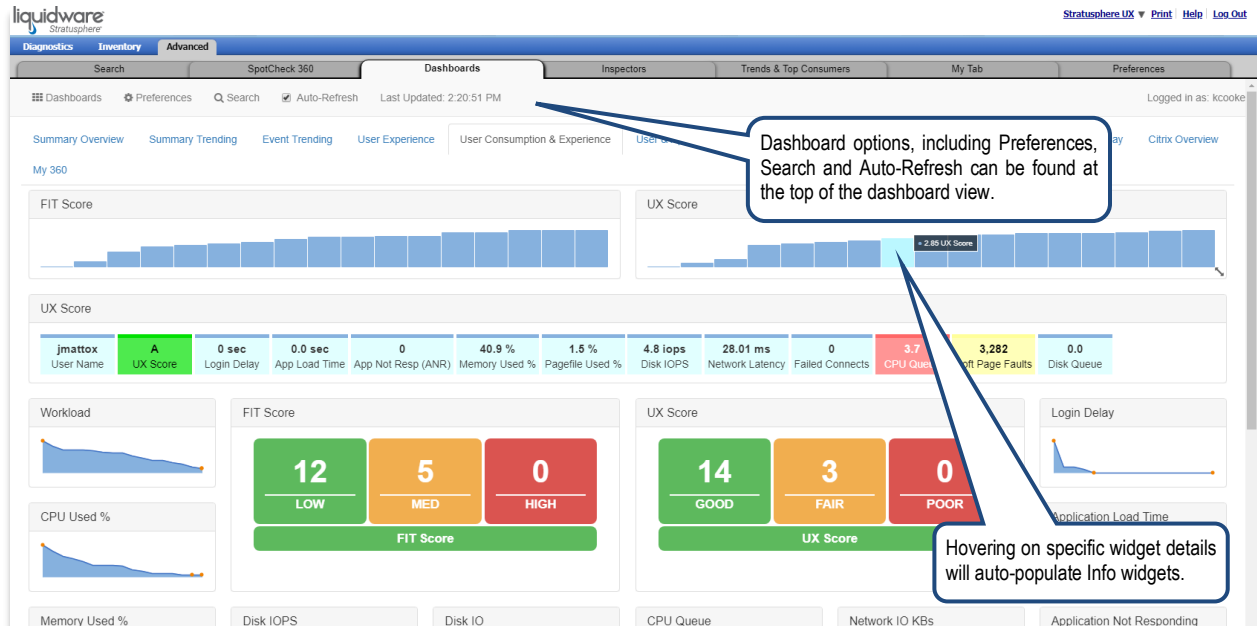 liquidware
Stratusphere
Stratusphere UX ▼ Print Help Log Out
Diagnostics Inventory Advanced
Search SpotCheck 360 Dashboards Inspectors Trends & Top Consumers My Tab Preferences
Dashboards Preferences Search Auto-Refresh Last Updated: 2:20:51 PM Logged in as: kcooke
Summary Overview Summary Trending Event Trending User Experience User Consumption & Experience Citrix Overview
My 360
Dashboard options, including Preferences,
Search and Auto-Refresh can be found at
the top of the dashboard view.
FIT Score UX Score
= 2.85 UX Score
UX Score
jmattox A 0 sec 0.0 sec 0 40.9 % 1.5 % 4.8 iops 28.01 ms 0 3.7 3,282 0.0
User Name UX Score Login Delay App Load Time App Not Resp (ANR) Memory Used % Pagefile Used % Disk IOPS Network Latency Failed Connects CPU Queue oft Page Faults Disk Queue
Workload FIT Score UX Score Login Delay
12 5 0 14 3 0
LOW MED HIGH GOOD FAIR POOR
FIT Score UX Score
CPU Used % Application Load Time
Hovering on specific widget details
will auto-populate Info widgets.
Memory Used % Disk IOPS Disk IO CPU Queue Network IO KBs Application Not Responding